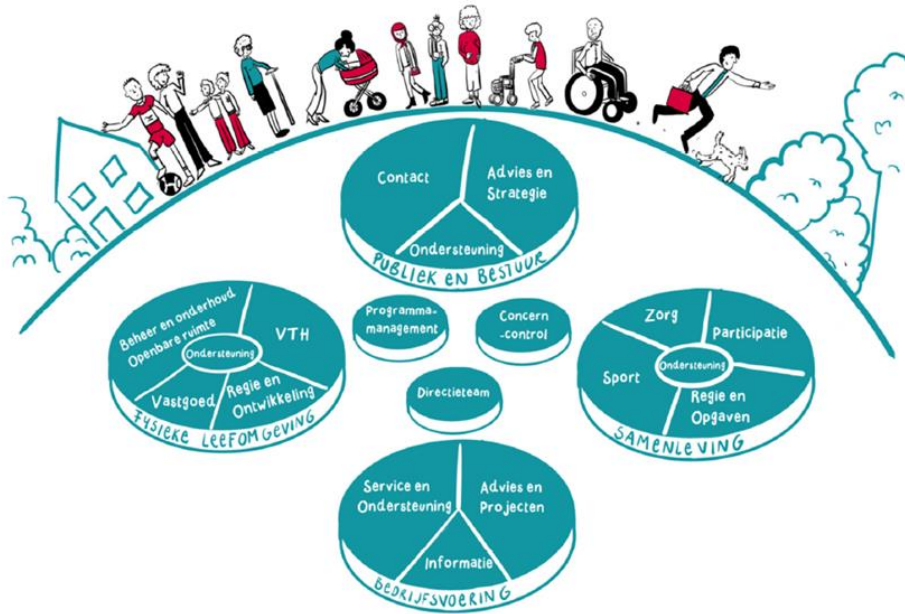 Contact
Advies en
Strategie
Ondersteuning
PUBLIEK EN BESTUUR
Beheer en onderhoud
Openbare ruimte
VTH
Ondersteuning
Vastgoed
Regie en
Ontwikkeling
FYSIEKE LEEFOMGEVING
Programma-
management
Concern
-control
Directieteam
Zorg
Participatie
Ondersteuning
Sport
Regie en
Opgaven
SAMENLEVING
Service en
Ondersteuning
Advies en
Projecten
Informatie
BEDRIJFSVOERING